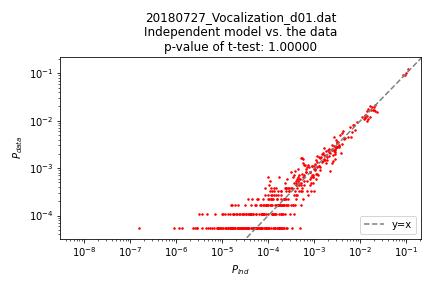 20180727_Vocalization_d01.dat
Independent model vs. the data
p-value of t-test: 1.00000
10⁻¹
10⁻²
10⁻³
10⁻⁴
P_data
y=x
10⁻⁸ 10⁻⁷ 10⁻⁶ 10⁻⁵ 10⁻⁴ 10⁻³ 10⁻² 10⁻¹
P_ind